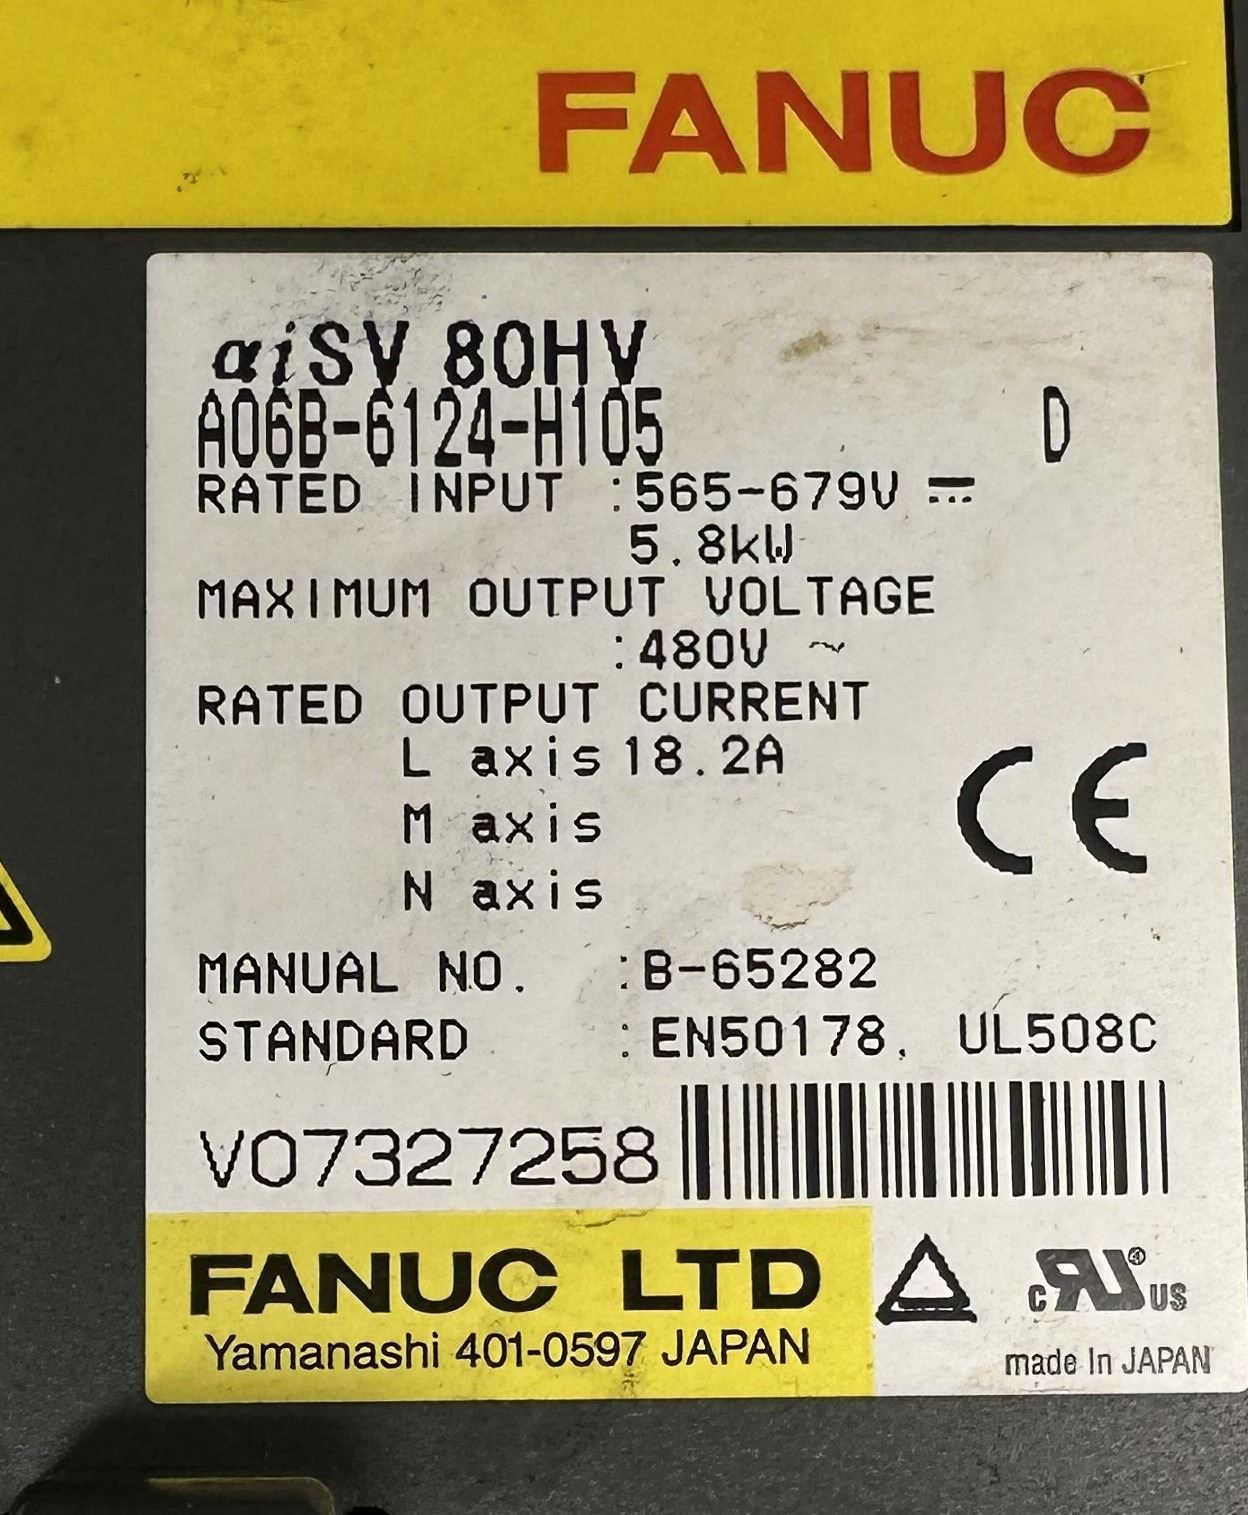 FANUC
αiSV 80HV
A06B-6124-H105 D
RATED INPUT :565-679V ⎓
5.8kW
MAXIMUM OUTPUT VOLTAGE
:480V ~
RATED OUTPUT CURRENT
L axis 18.2A
M axis
N axis
CE
MANUAL NO. :B-65282
STANDARD :EN50178, UL508C
V07327258
FANUC LTD
Yamanashi 401-0597 JAPAN
c RU ® US
made In JAPAN